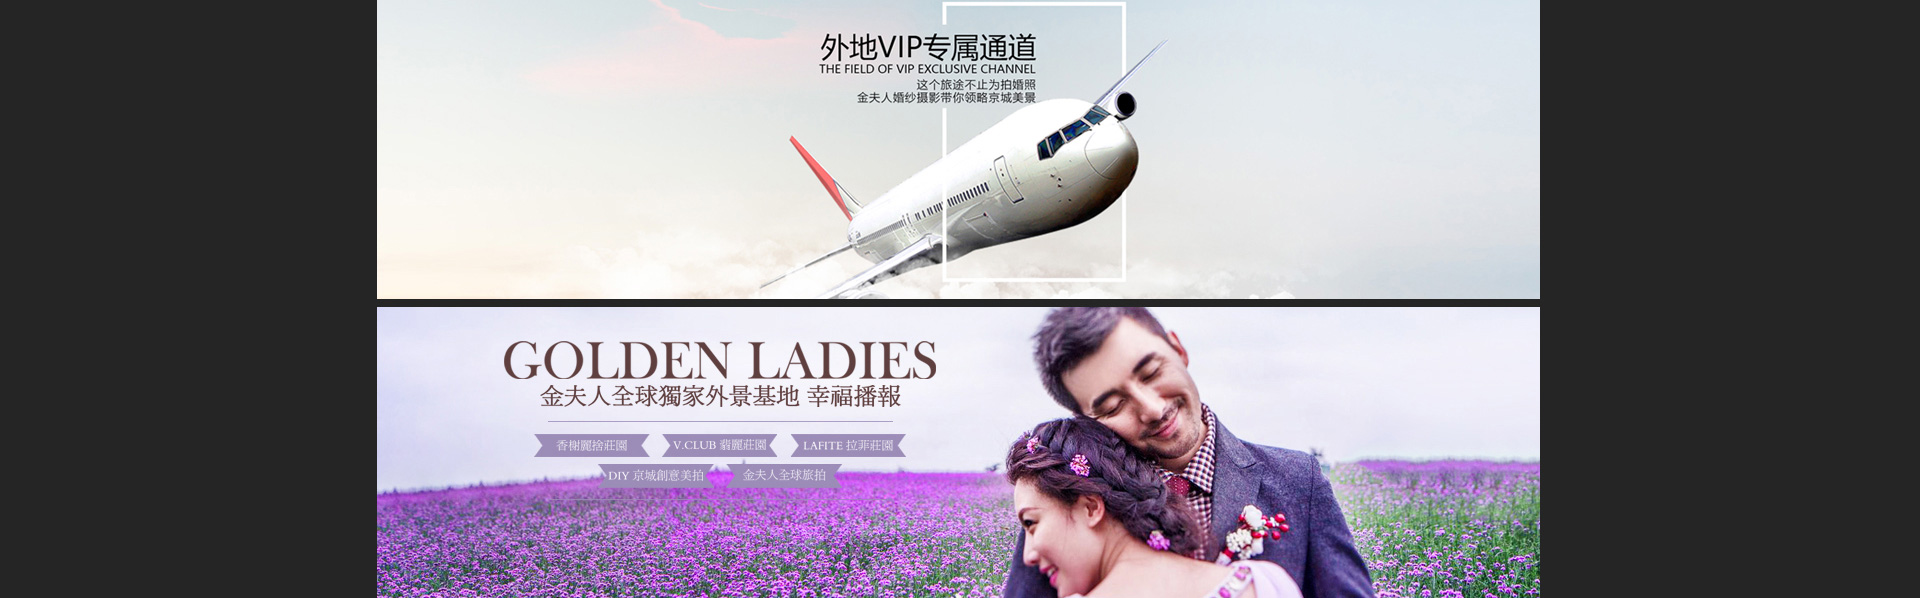 外地VIP专属通道
THE FIELD OF VIP EXCLUSIVE CHANNEL
这个旅途不止为拍婚照
金夫人婚纱摄影带你领略京城美景
GOLDEN LADIES
金夫人全球獨家外景基地 幸福播報
香榭麗捨莊園
V.CLUB 翡麗莊園
LAFITE 拉菲莊園
DIY 京城創意美拍
金夫人全球旅拍